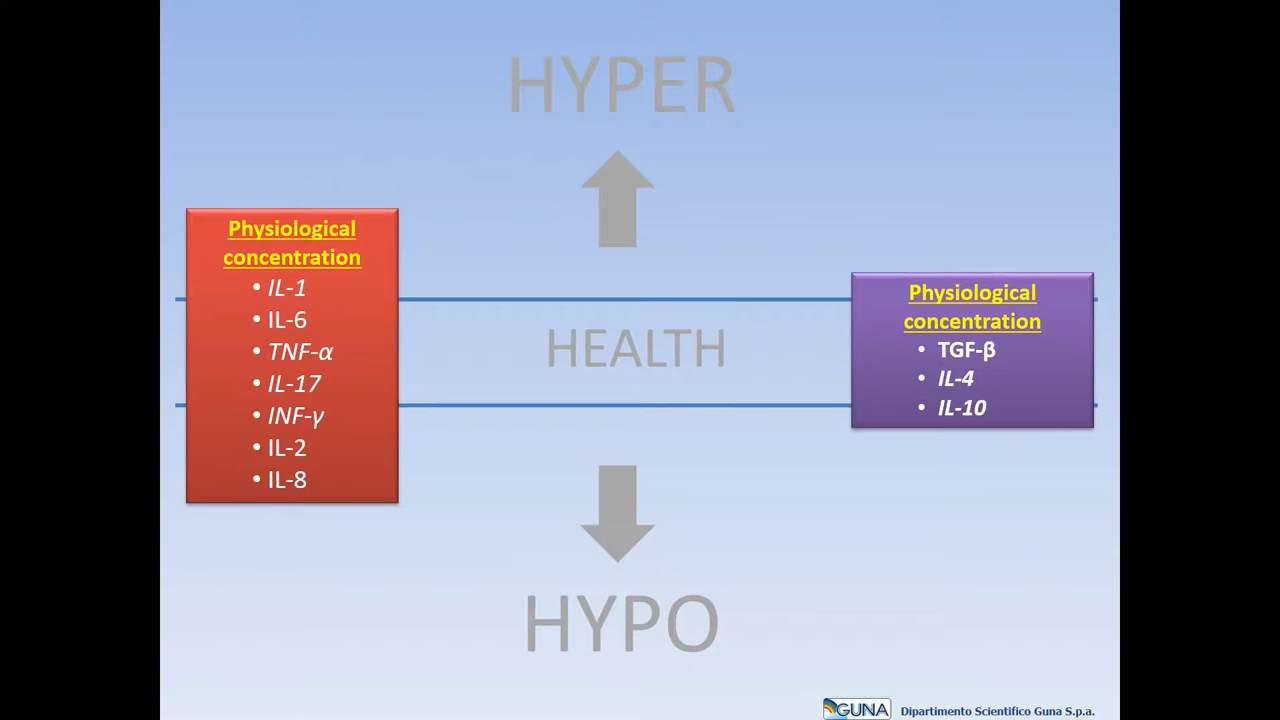 HYPER
Physiological
concentration
• IL-1
• IL-6
• TNF-α
• IL-17
• INF-γ
• IL-2
• IL-8
HEALTH
Physiological
concentration
• TGF-β
• IL-4
• IL-10
HYPO
GUNA Dipartimento Scientifico Guna S.p.a.